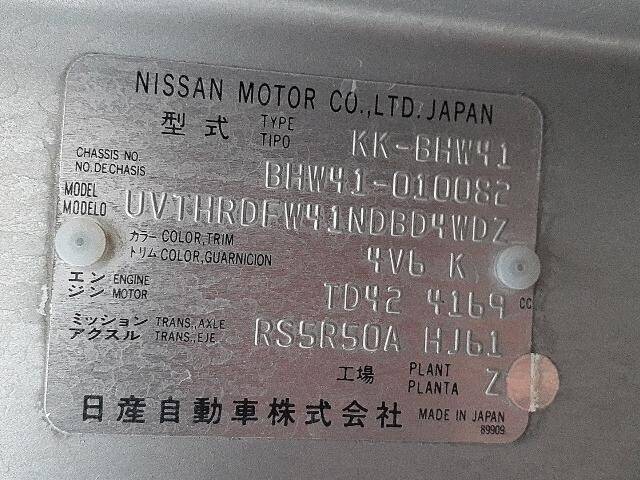 NISSAN MOTOR CO.,LTD. JAPAN
型式 TYPE TIPO KK-BHW41
CHASSIS NO. NO. DE CHASIS BHW41-010082
MODEL MODELO UVTHRDFW41NDBD4WDZ
カラー COLOR,TRIM トリム COLOR,GUARNICION 4V6 K,
エンジン ENGINE MOTOR TD42 4169 CC
ミッション TRANS.,AXLE アクスル TRANS.,EJE RS5R50A HJ61
工場 PLANT PLANTA Z
日産自動車株式会社 MADE IN JAPAN
89909